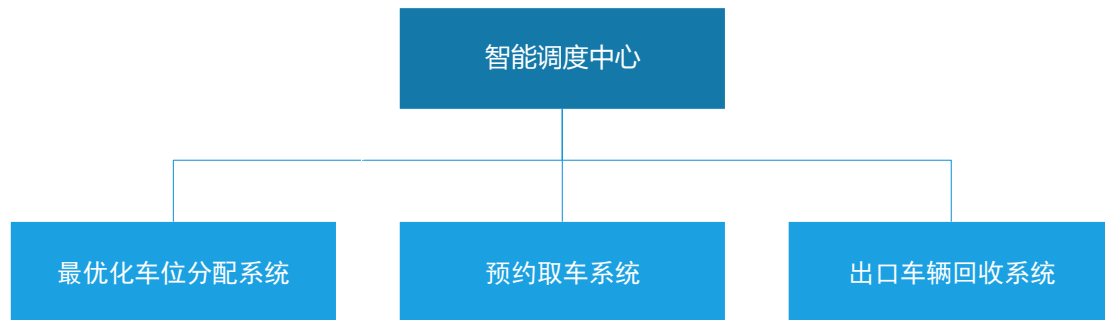 智能调度中心
最优化车位分配系统
预约取车系统
出口车辆回收系统